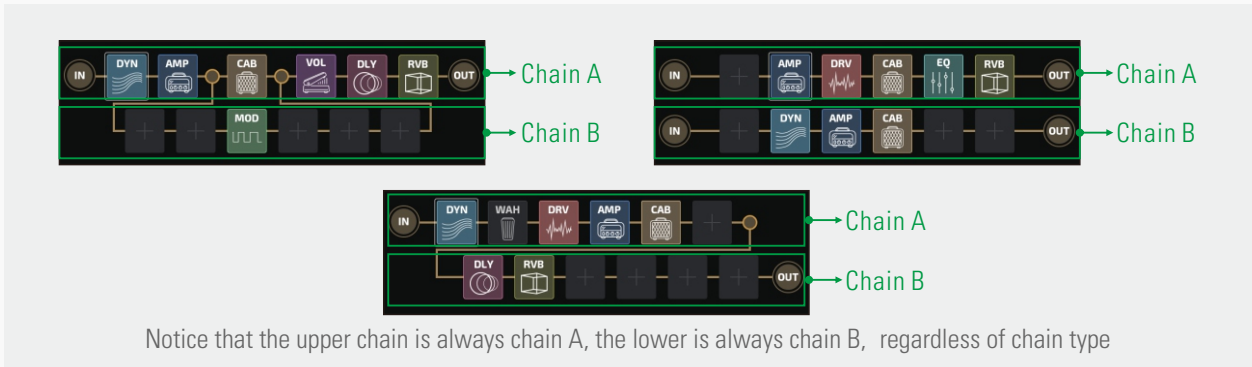 IN DYN AMP CAB VOL DLY RVB OUT Chain A
MOD Chain B
IN AMP DRV CAB EQ RVB OUT Chain A
IN DYN AMP CAB OUT Chain B
IN DYN WAH DRV AMP CAB Chain A
DLY RVB OUT Chain B
Notice that the upper chain is always chain A, the lower is always chain B, regardless of chain type